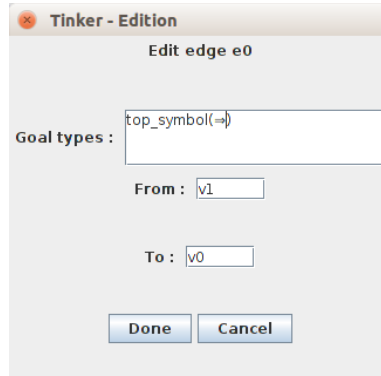 Tinker - Edition
Edit edge e0
top_symbol(⇒)
Goal types :
From : v1
To : v0
Done Cancel